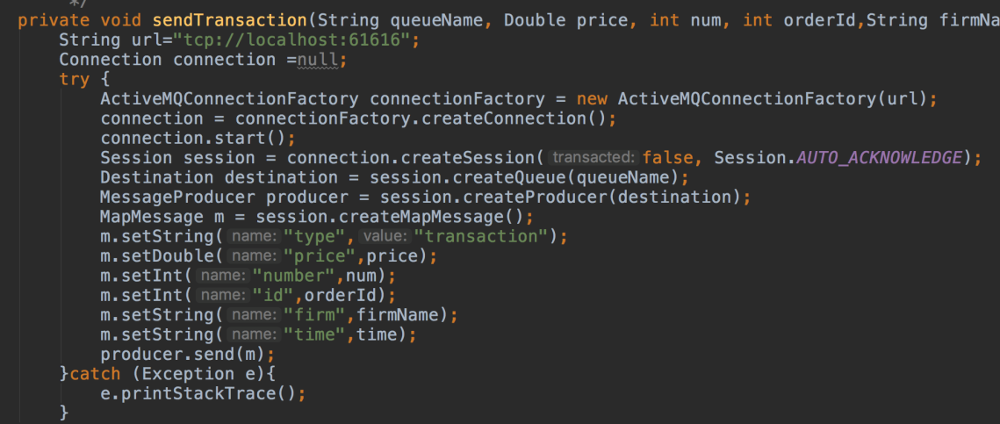 */
private void sendTransaction(String queueName, Double price, int num, int orderId,String firmNa
String url="tcp://localhost:61616";
Connection connection =null;
try {
ActiveMQConnectionFactory connectionFactory = new ActiveMQConnectionFactory(url);
connection = connectionFactory.createConnection();
connection.start();
Session session = connection.createSession( transacted: false, Session.AUTO_ACKNOWLEDGE);
Destination destination = session.createQueue(queueName);
MessageProducer producer = session.createProducer(destination);
MapMessage m = session.createMapMessage();
m.setString( name: "type", value: "transaction");
m.setDouble( name: "price",price);
m.setInt( name: "number",num);
m.setInt( name: "id",orderId);
m.setString( name: "firm",firmName);
m.setString( name: "time",time);
producer.send(m);
}catch (Exception e){
e.printStackTrace();
}